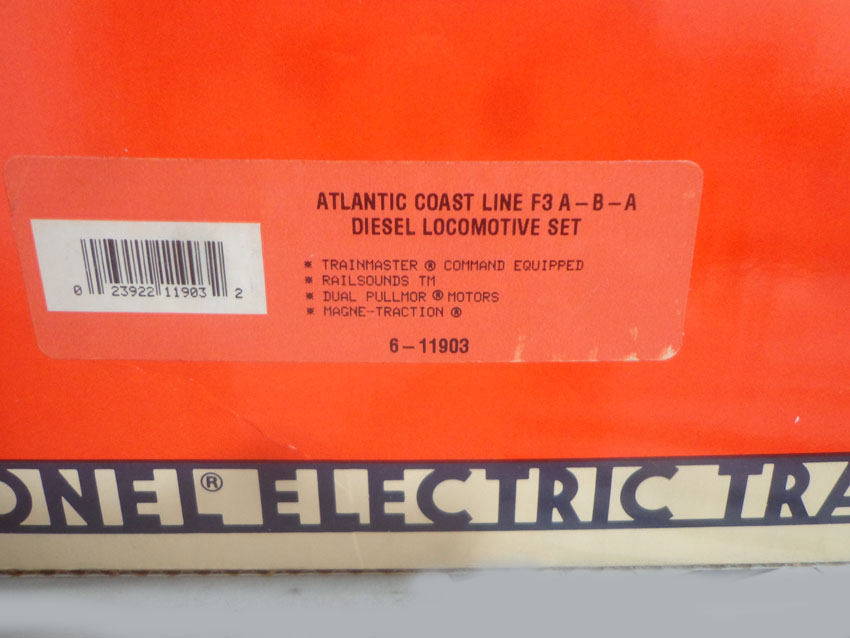 ATLANTIC COAST LINE F3 A-B-A
DIESEL LOCOMOTIVE SET
* TRAINMASTER ® COMMAND EQUIPPED
* RAILSOUNDS TM
* DUAL PULLMOR ® MOTORS
* MAGNE-TRACTION ®
6-11903
0 23922 11903 2
ONEL® ELECTRIC TRA